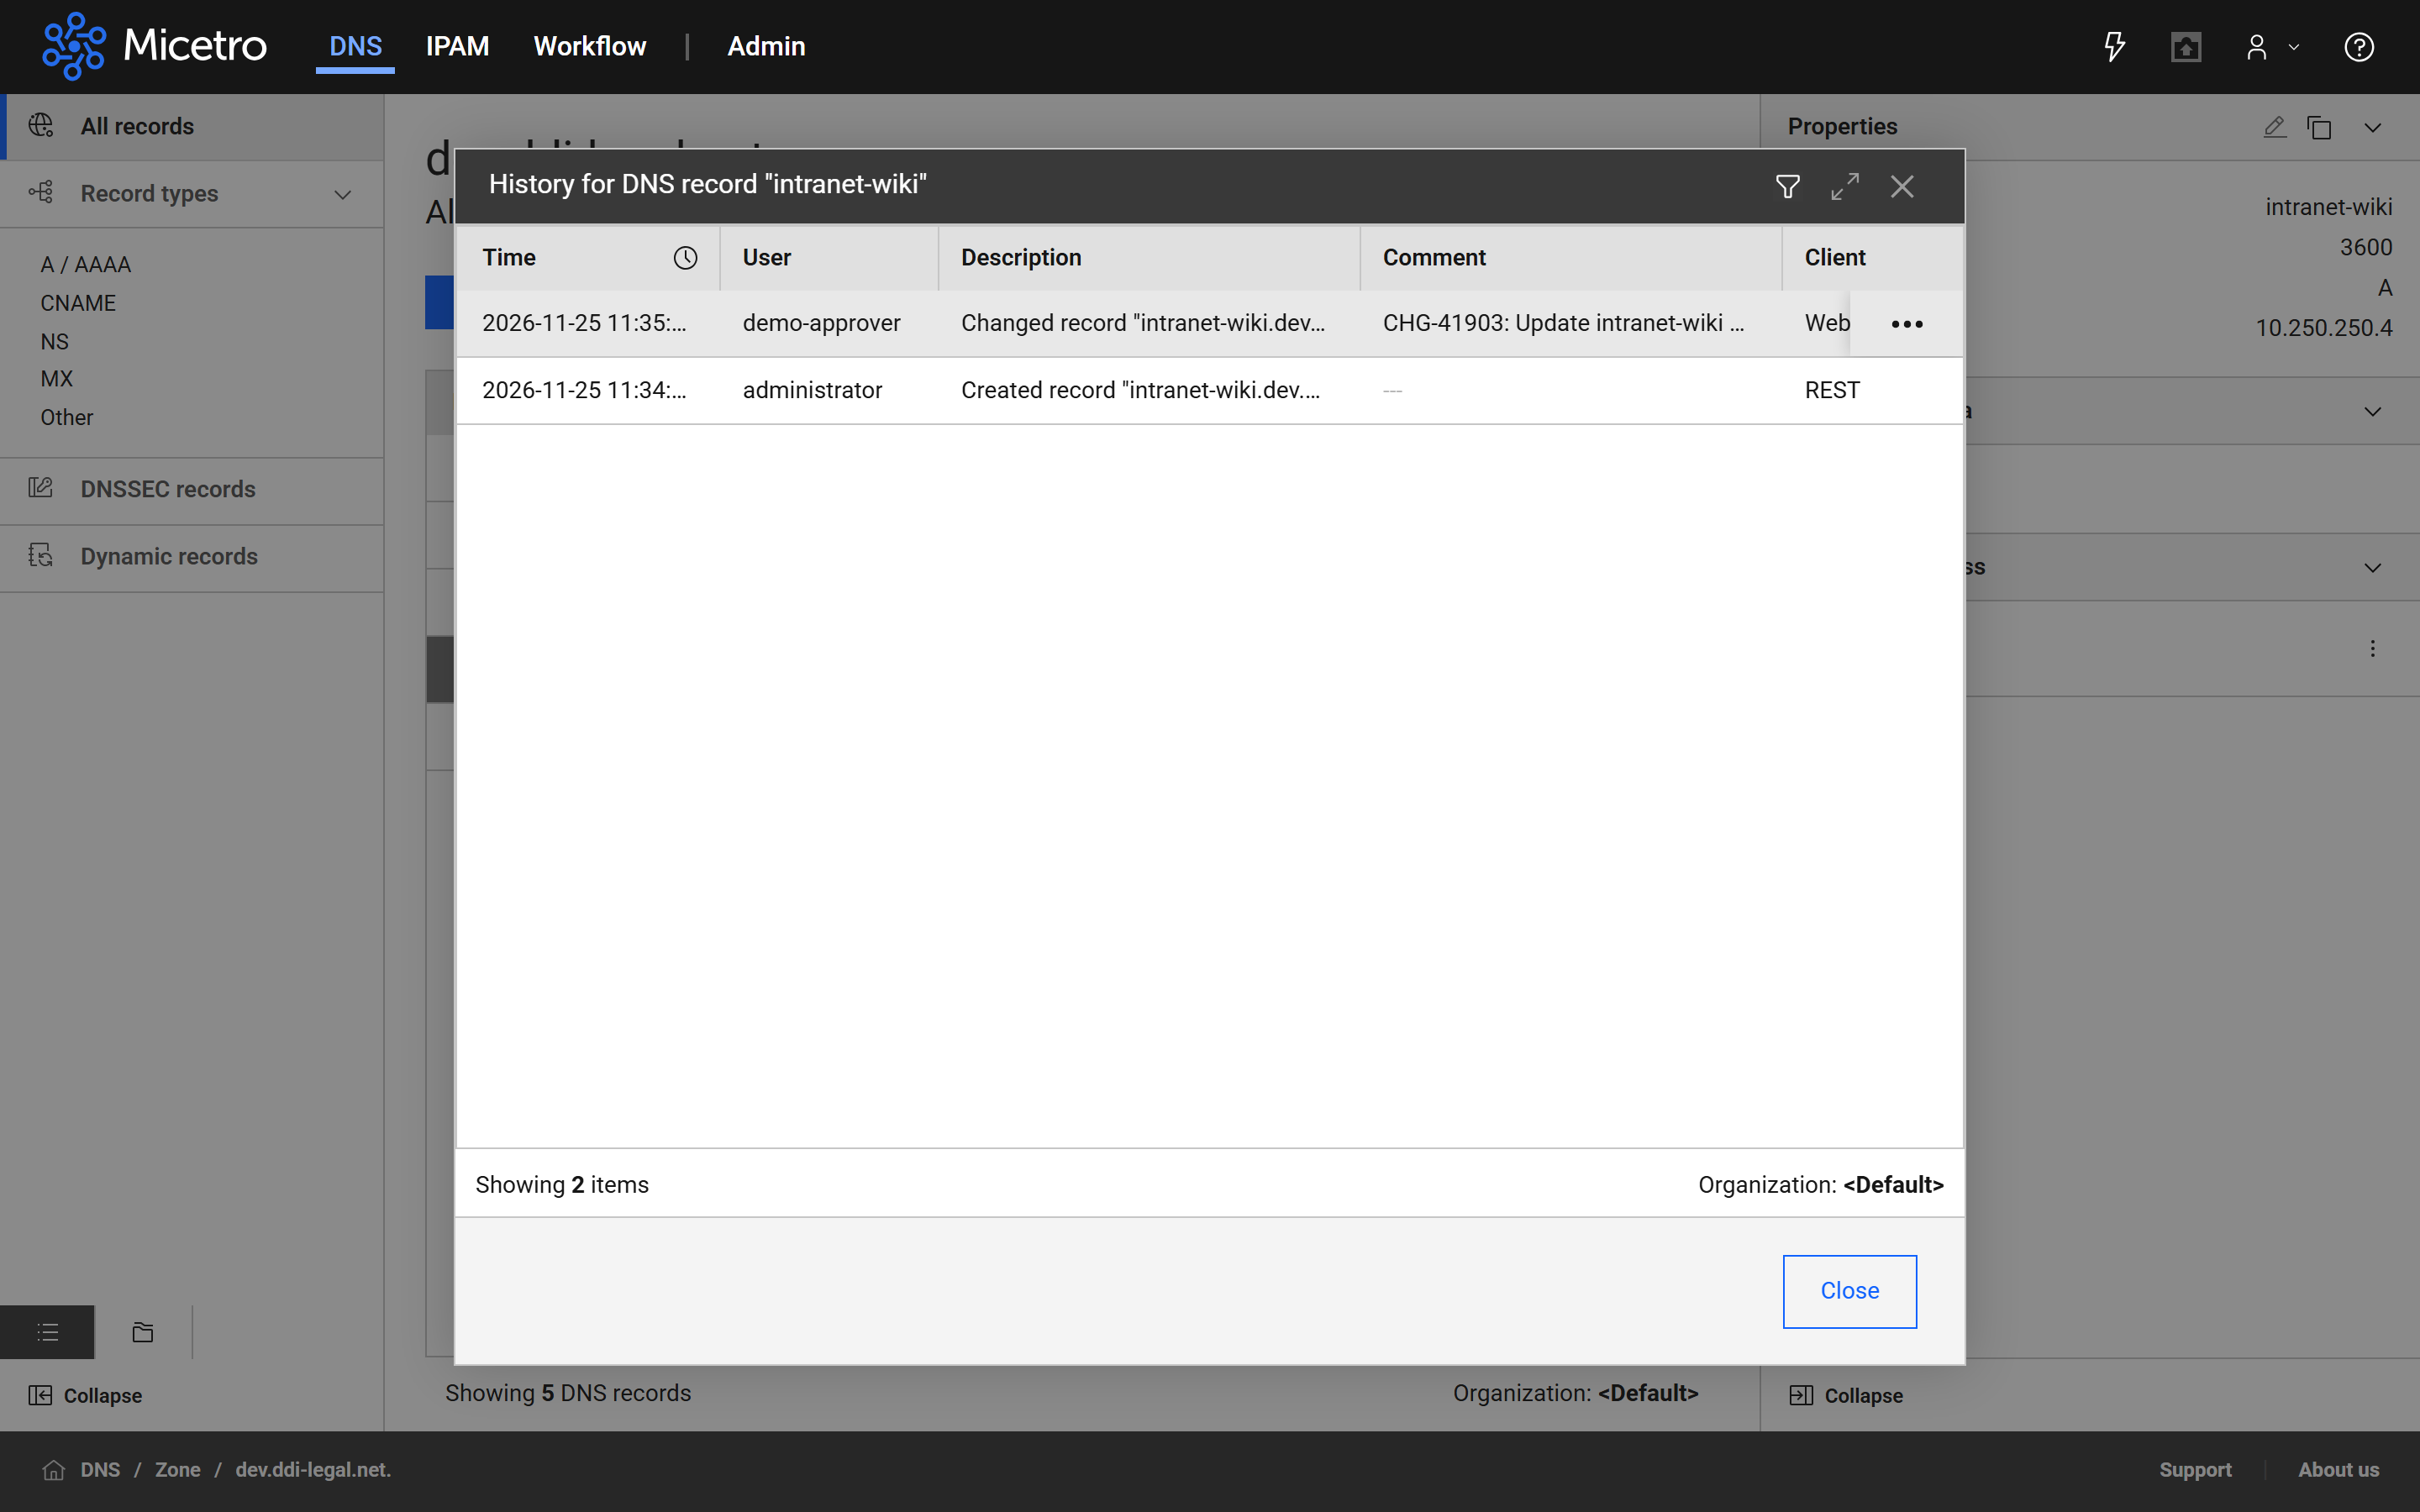 Micetro DNS IPAM Workflow | Admin
All records
Record types
A / AAAA
CNAME
NS
MX
Other
DNSSEC records
Dynamic records
Collapse
Properties
intranet-wiki
3600
A
10.250.250.4
Collapse
History for DNS record "intranet-wiki"
Time User Description Comment Client
2026-11-25 11:35:... demo-approver Changed record "intranet-wiki.dev... CHG-41903: Update intranet-wiki ... Web
2026-11-25 11:34:... administrator Created record "intranet-wiki.dev.... --- REST
Showing 2 items Organization: <Default>
Close
Showing 5 DNS records Organization: <Default>
DNS / Zone / dev.ddi-legal.net. Support About us